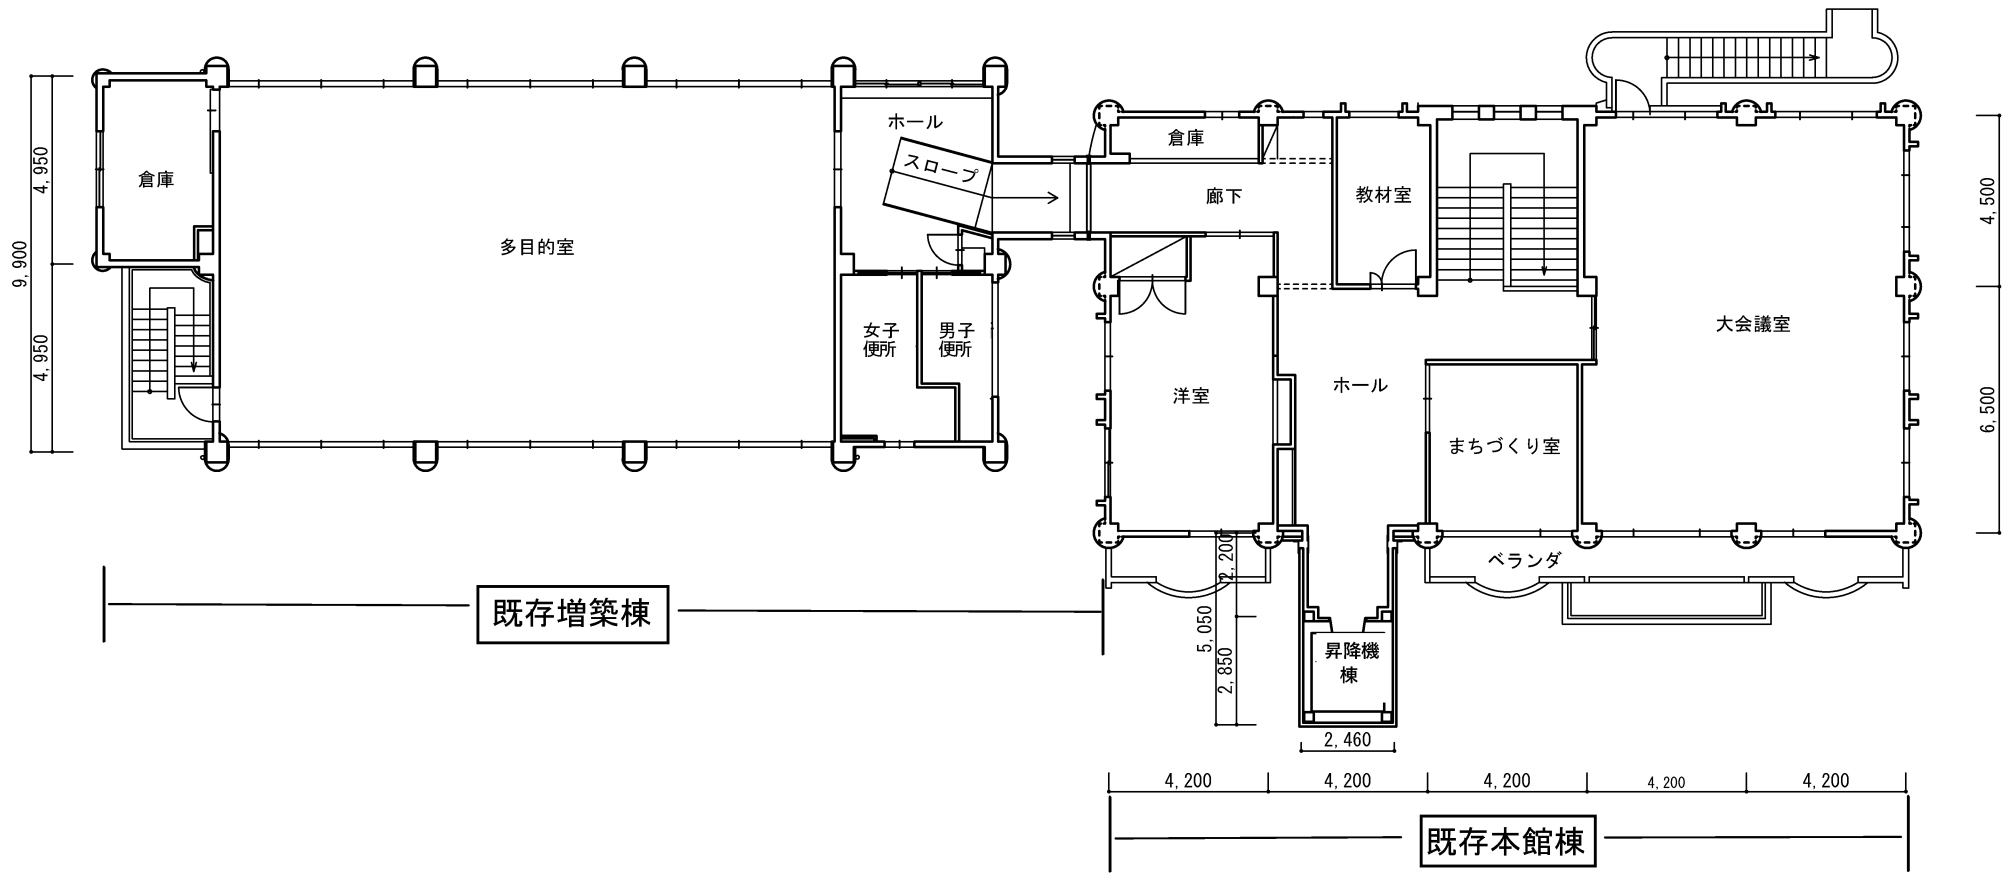 ホール
スロープ
倉庫
倉庫
廊下
教材室
多目的室
女子
便所
男子
便所
洋室
ホール
大会議室
まちづくり室
ベランダ
昇降機
棟
9,900
4,950
4,950
4,500
6,500
2,200
5,050
2,850
2,460
4,200
4,200
4,200
4,200
4,200
既存増築棟
既存本館棟